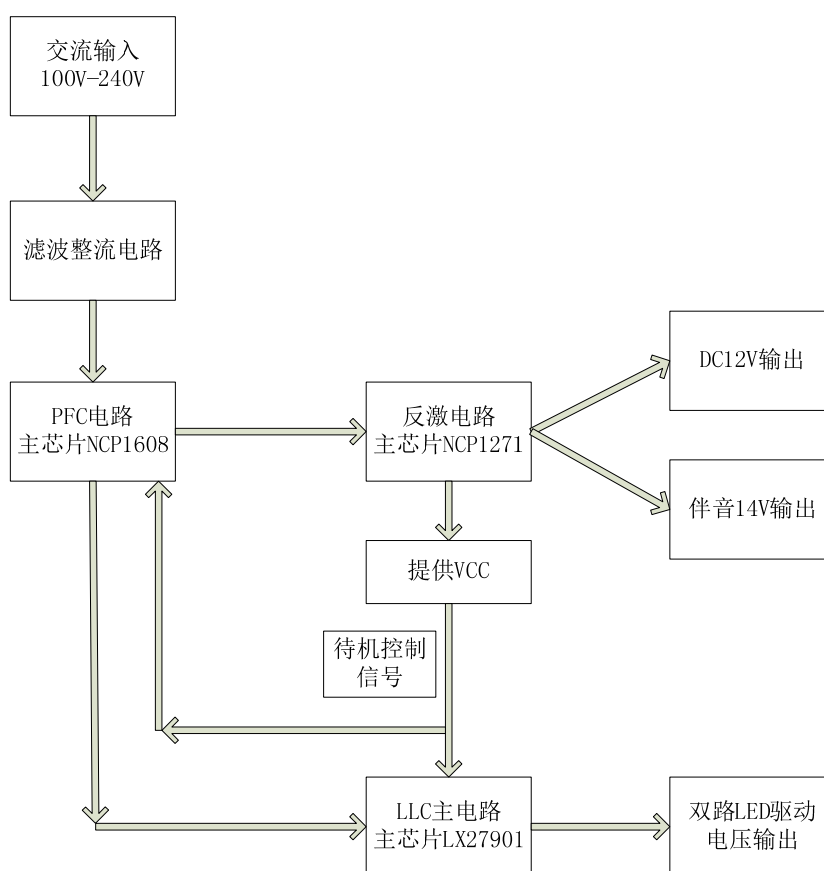 交流输入
100V-240V
滤波整流电路
PFC电路
主芯片NCP1608
反激电路
主芯片NCP1271
DC12V输出
伴音14V输出
提供VCC
待机控制
信号
LLC主电路
主芯片LX27901
双路LED驱动
电压输出